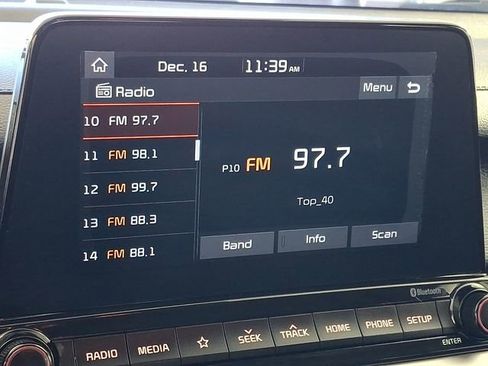 Dec. 16 11:39 AM
Radio Menu
10 FM 97.7
11 FM 98.1
12 FM 99.7
13 FM 88.3
14 FM 88.1
P10 FM 97.7
Top_40
Band Info Scan
Bluetooth
RADIO MEDIA SEEK TRACK HOME PHONE SETUP
ENTER